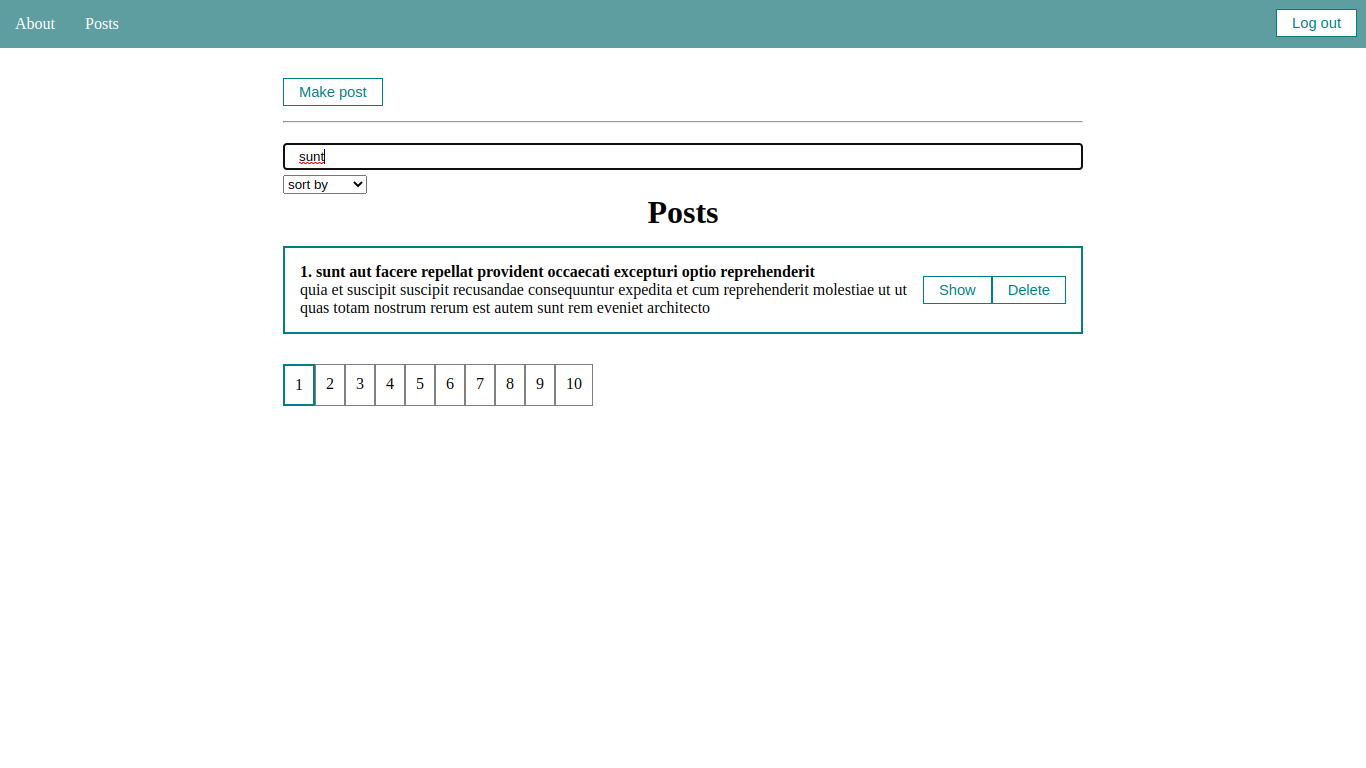 About Posts Log out
Make post
sunt
sort by
Posts
1. sunt aut facere repellat provident occaecati excepturi optio reprehenderit
quia et suscipit suscipit recusandae consequuntur expedita et cum reprehenderit molestiae ut ut
quas totam nostrum rerum est autem sunt rem eveniet architecto
Show Delete
1 2 3 4 5 6 7 8 9 10